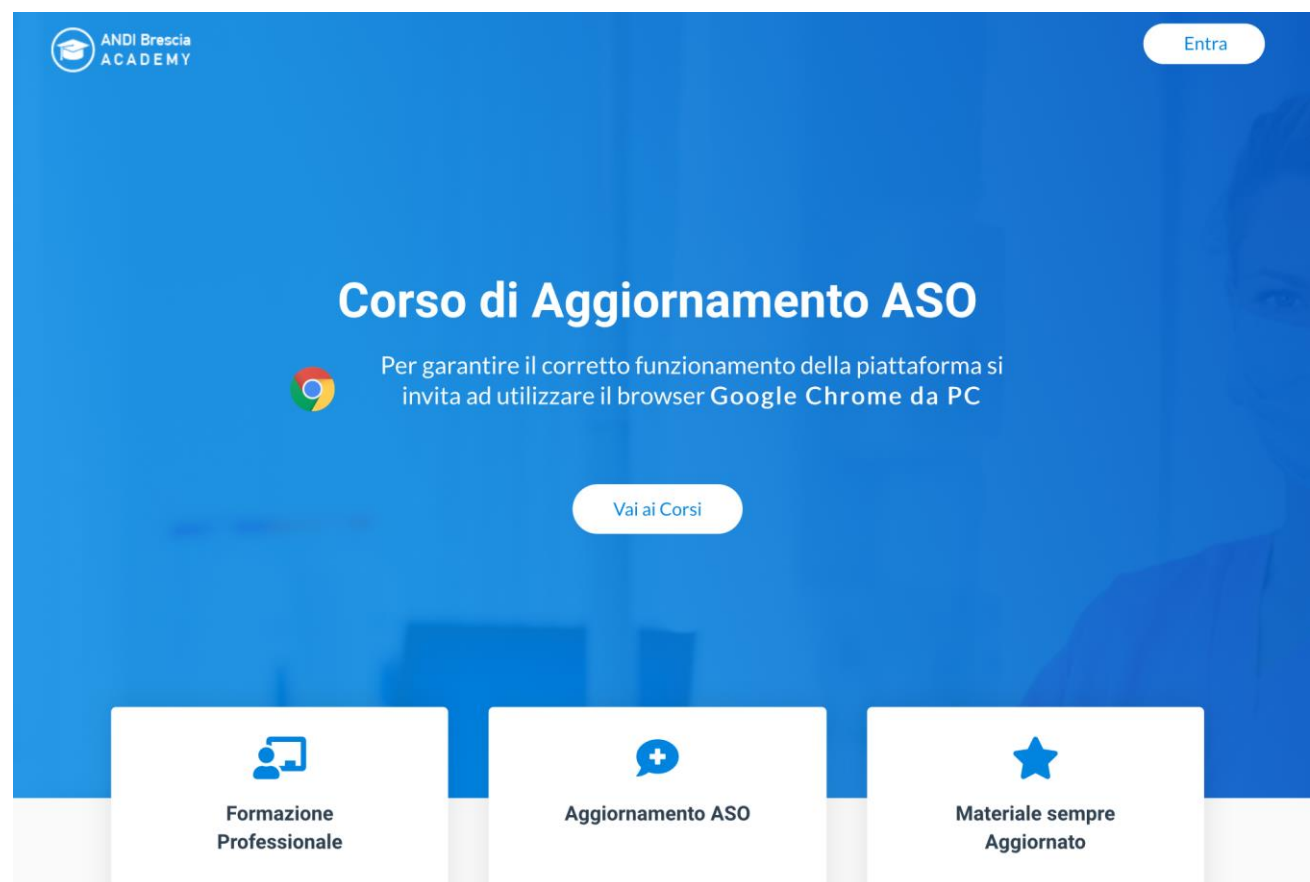 ANDI Brescia
ACADEMY
Entra
Corso di Aggiornamento ASO
Per garantire il corretto funzionamento della piattaforma si
invita ad utilizzare il browser Google Chrome da PC
Vai ai Corsi
Formazione
Professionale
Aggiornamento ASO
Materiale sempre
Aggiornato